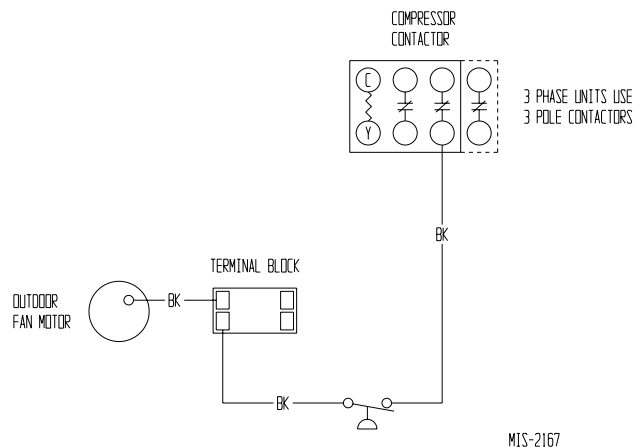 COMPRESSOR
CONTACTOR
C
Y
3 PHASE UNITS USE
3 POLE CONTACTORS
BK
TERMINAL BLOCK
OUTDOOR
FAN MOTOR
BK
BK
MIS-2167